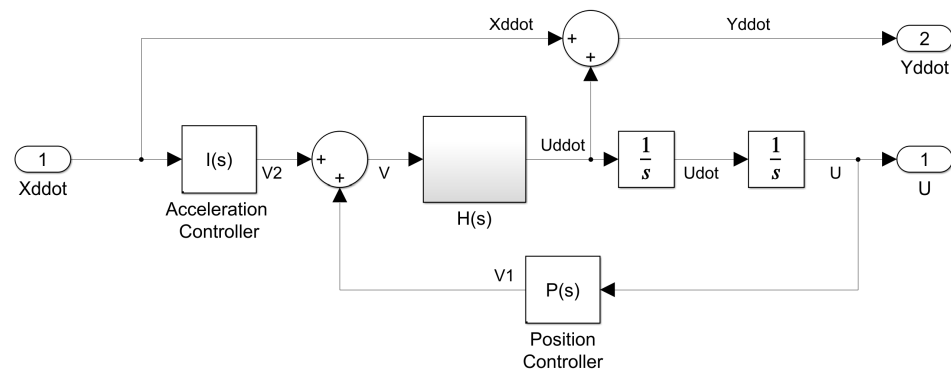 Xddot
+
+
Yddot
2
Yddot
1
Xddot
I(s)
Acceleration
Controller
V2
+
+
V
H(s)
Uddot
1
s
Udot
1
s
U
1
U
V1
P(s)
Position
Controller